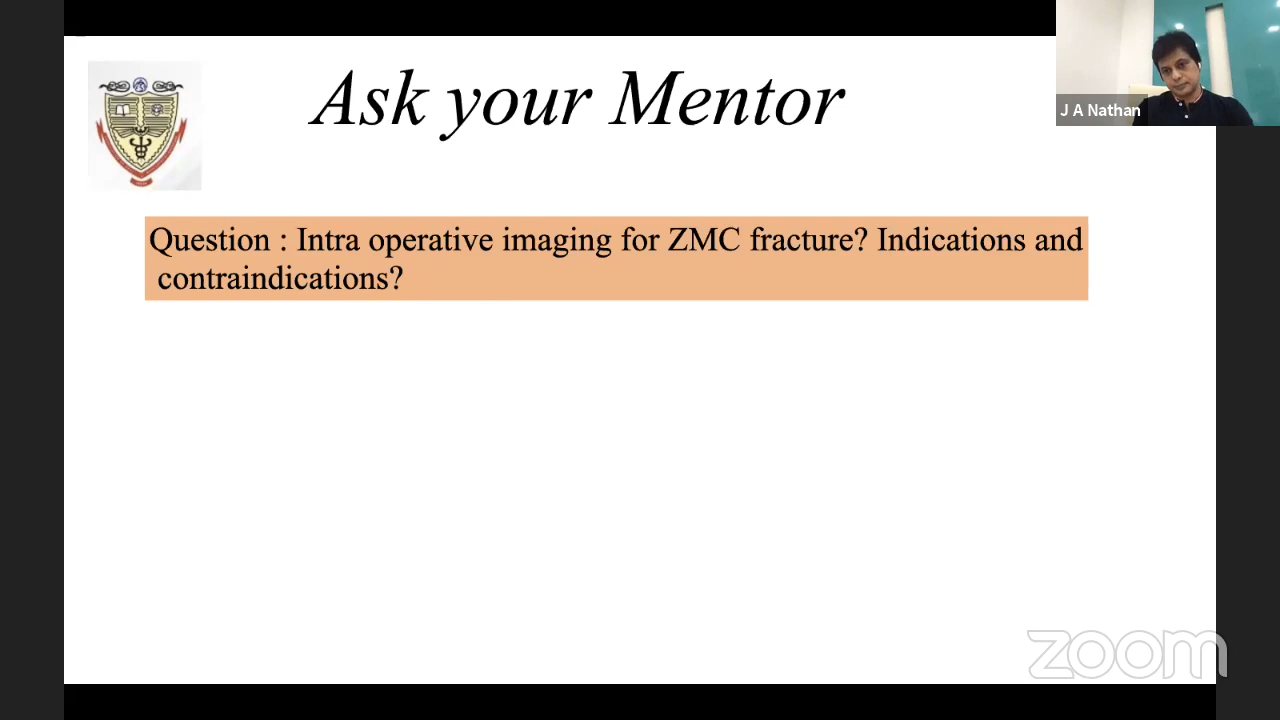 Ask your Mentor
J A Nathan
Question : Intra operative imaging for ZMC fracture? Indications and
contraindications?
zoom